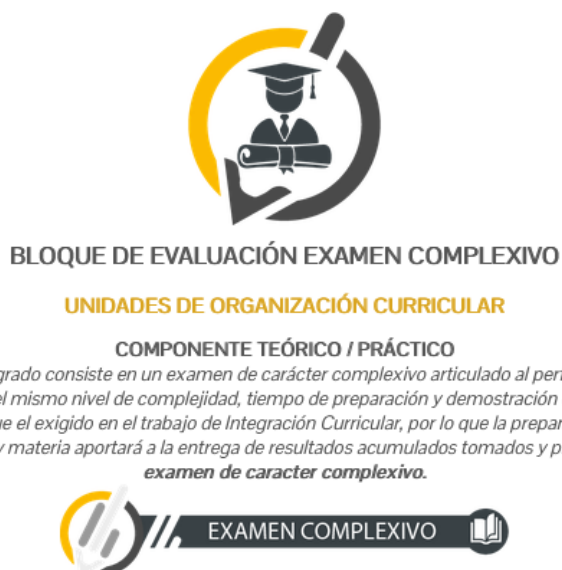 BLOQUE DE EVALUACIÓN EXAMEN COMPLEXIVO
UNIDADES DE ORGANIZACIÓN CURRICULAR
COMPONENTE TEÓRICO / PRÁCTICO
grado consiste en un examen de carácter complexivo articulado al
el mismo nivel de complejidad, tiempo de preparación y demostración
el exigido en el trabajo de Integración Curricular, por lo que la
y materia aportará a la entrega de resultados acumulados tomados y
examen de caracter complexivo.
EXAMEN COMPLEXIVO